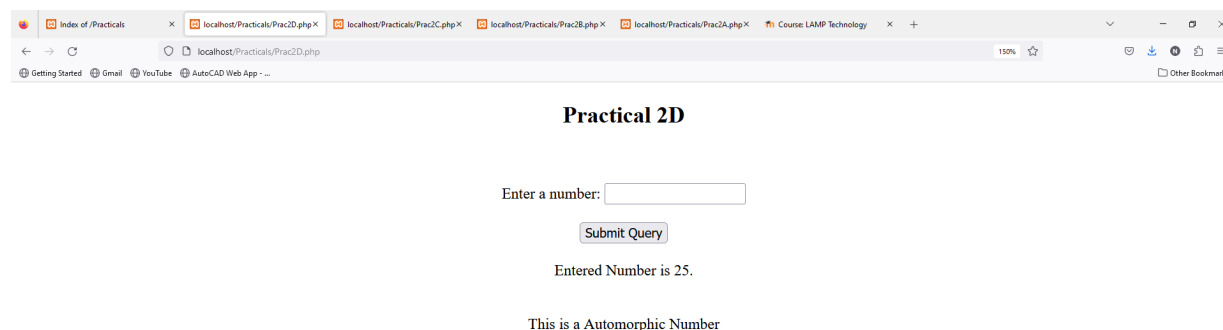 Index of /Practicals
localhost/Practicals/Prac2D.php
localhost/Practicals/Prac2C.php
localhost/Practicals/Prac2B.php
localhost/Practicals/Prac2A.php
Course: LAMP Technology
localhost/Practicals/Prac2D.php
150%
N
Getting Started Gmail YouTube AutoCAD Web App - ...
Other Bookmar
Practical 2D
Enter a number:
Submit Query
Entered Number is 25.
This is a Automorphic Number